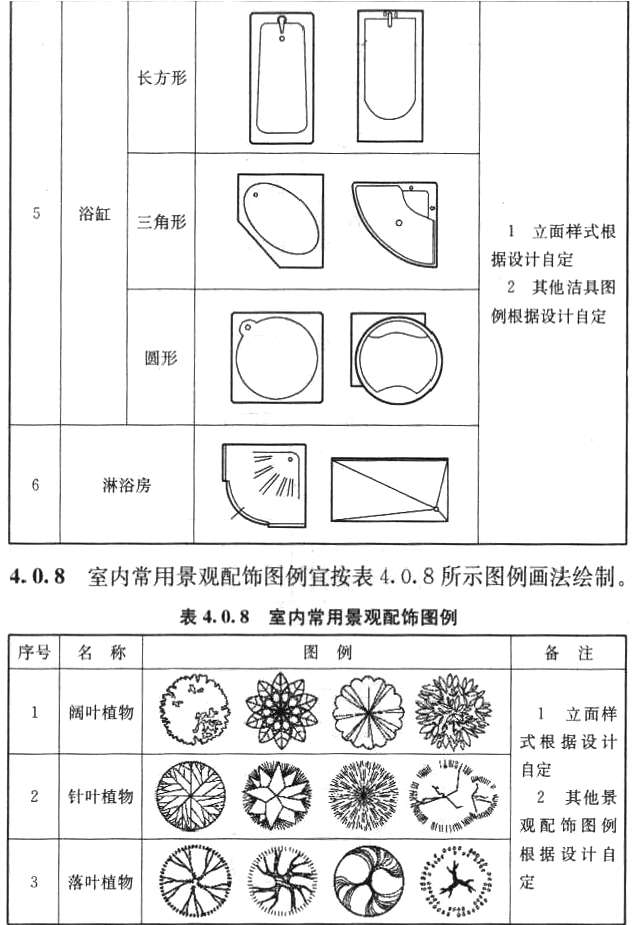 5
浴缸
长方形
三角形
圆形
1 立面样式根
据设计自定
2 其他洁具图
例根据设计自定
6
淋浴房
4.0.8 室内常用景观配饰图例宜按表 4.0.8 所示图例画法绘制。
表 4.0.8 室内常用景观配饰图例
序号 名 称 图 例 备 注
1 阔叶植物
2 针叶植物
3 落叶植物
1 立面样
式根据设计
自定
2 其他景
观配饰图例
根据设计自
定